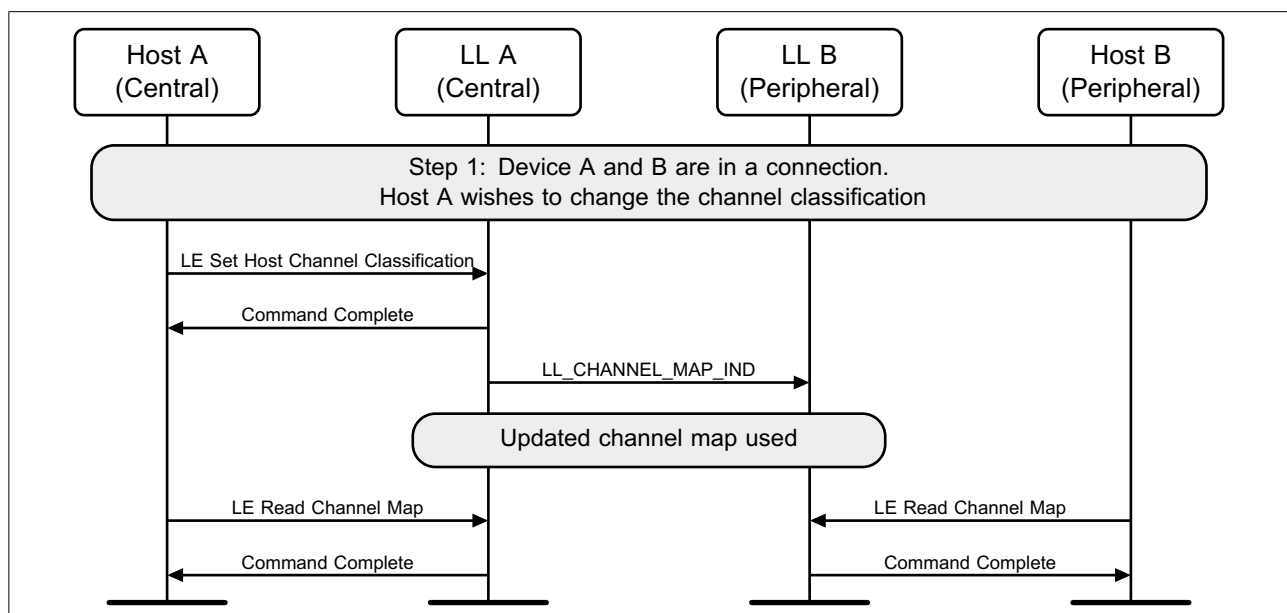 Host A
(Central)
LL A
(Central)
LL B
(Peripheral)
Host B
(Peripheral)
Step 1: Device A and B are in a connection.
Host A wishes to change the channel classification
LE Set Host Channel Classification
Command Complete
LL_CHANNEL_MAP_IND
Updated channel map used
LE Read Channel Map
LE Read Channel Map
Command Complete
Command Complete